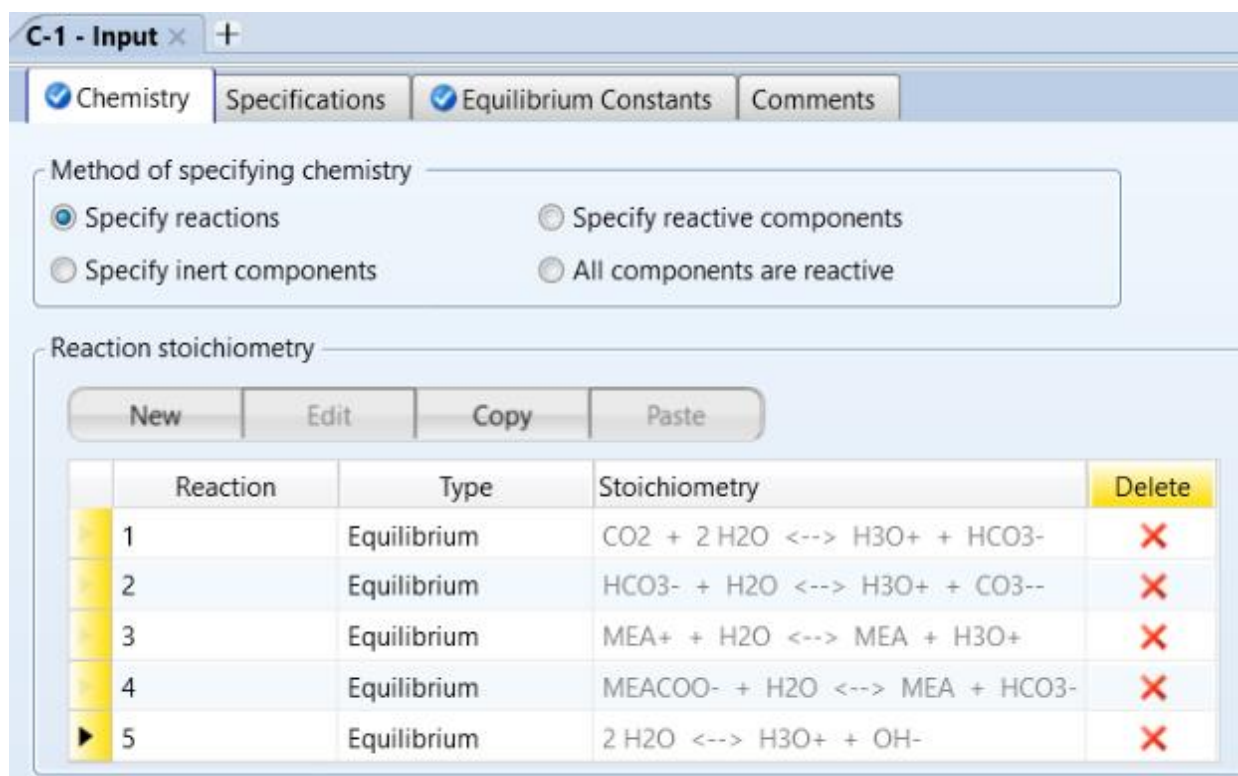 C-1 - Input × +
Chemistry Specifications Equilibrium Constants Comments
Method of specifying chemistry
Specify reactions Specify reactive components
Specify inert components All components are reactive
Reaction stoichiometry
New Edit Copy Paste
Reaction Type Stoichiometry Delete
1 Equilibrium CO2 + 2 H2O <--> H3O+ + HCO3-
2 Equilibrium HCO3- + H2O <--> H3O+ + CO3--
3 Equilibrium MEA+ + H2O <--> MEA + H3O+
4 Equilibrium MEACOO- + H2O <--> MEA + HCO3-
5 Equilibrium 2 H2O <--> H3O+ + OH-